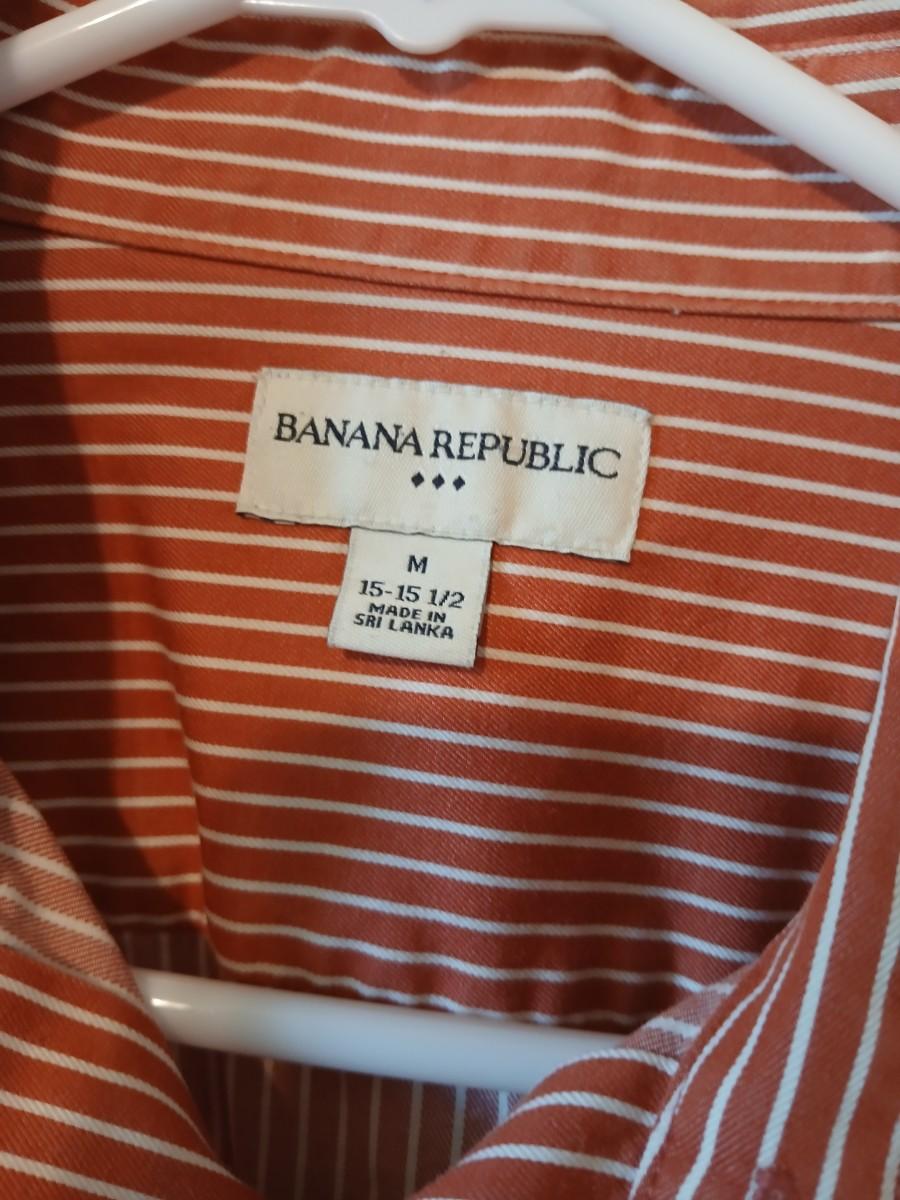 BANANA REPUBLIC
M
15-15 1/2
MADE IN
SRI LANKA